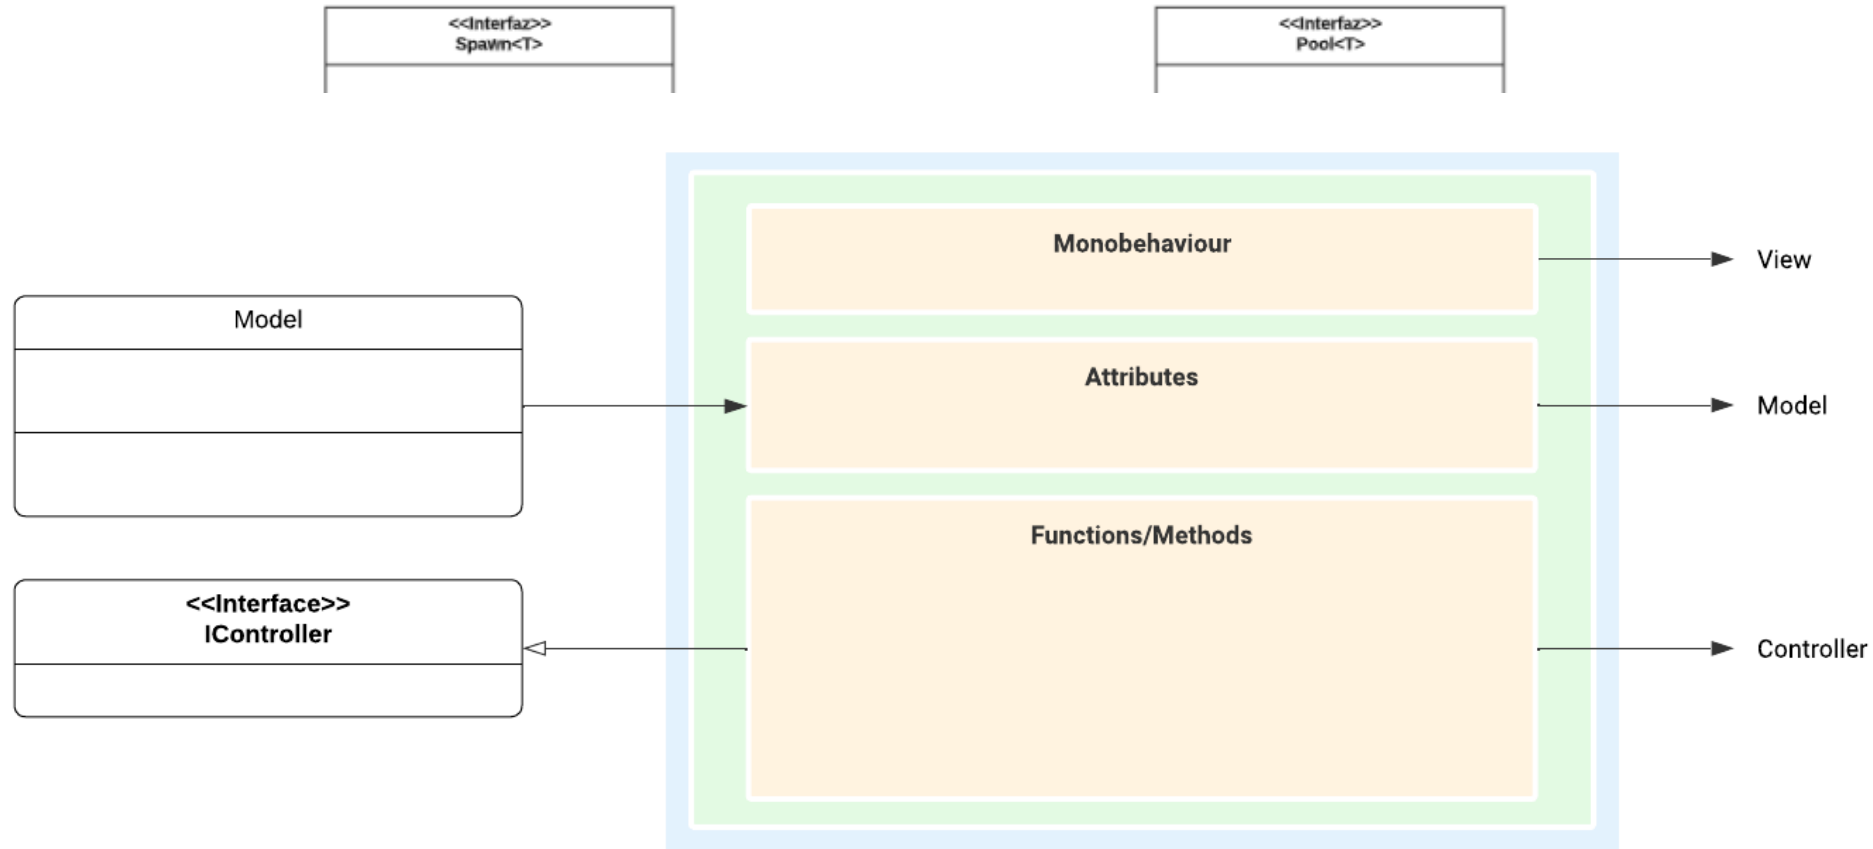 <<Interfaz>>
Spawn<T>
<<Interfaz>>
Pool<T>
Monobehaviour
View
Model
Attributes
Model
Functions/Methods
<<Interface>>
IController
Controller